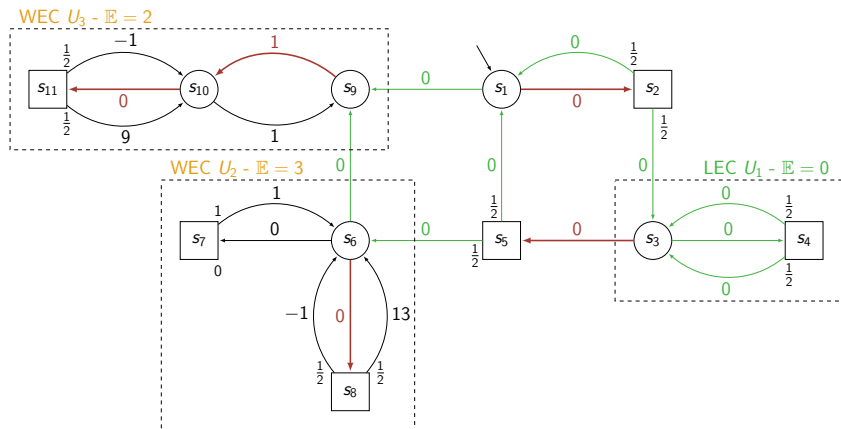 WEC U₃ - 𝔼 = 2
½ −1 1 0 0 ½
s₁₁ 0 s₁₀ s₉ s₁ 0 s₂
½ 9 1 ½
WEC U₂ - 𝔼 = 3 0 0 0 LEC U₁ - 𝔼 = 0
1 1 ½ 0 ½
s₇ 0 s₆ 0 s₅ 0 s₃ 0 s₄
0 ½ 0 ½
−1 0 13
½ ½
s₈